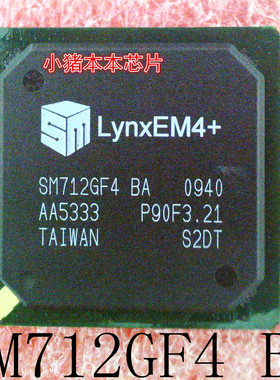 小猪本本芯片
SM LynxEM4+
SM712GF4 BA 0940
AA5333 P90F3.21
TAIWAN S2DT
M712GF4